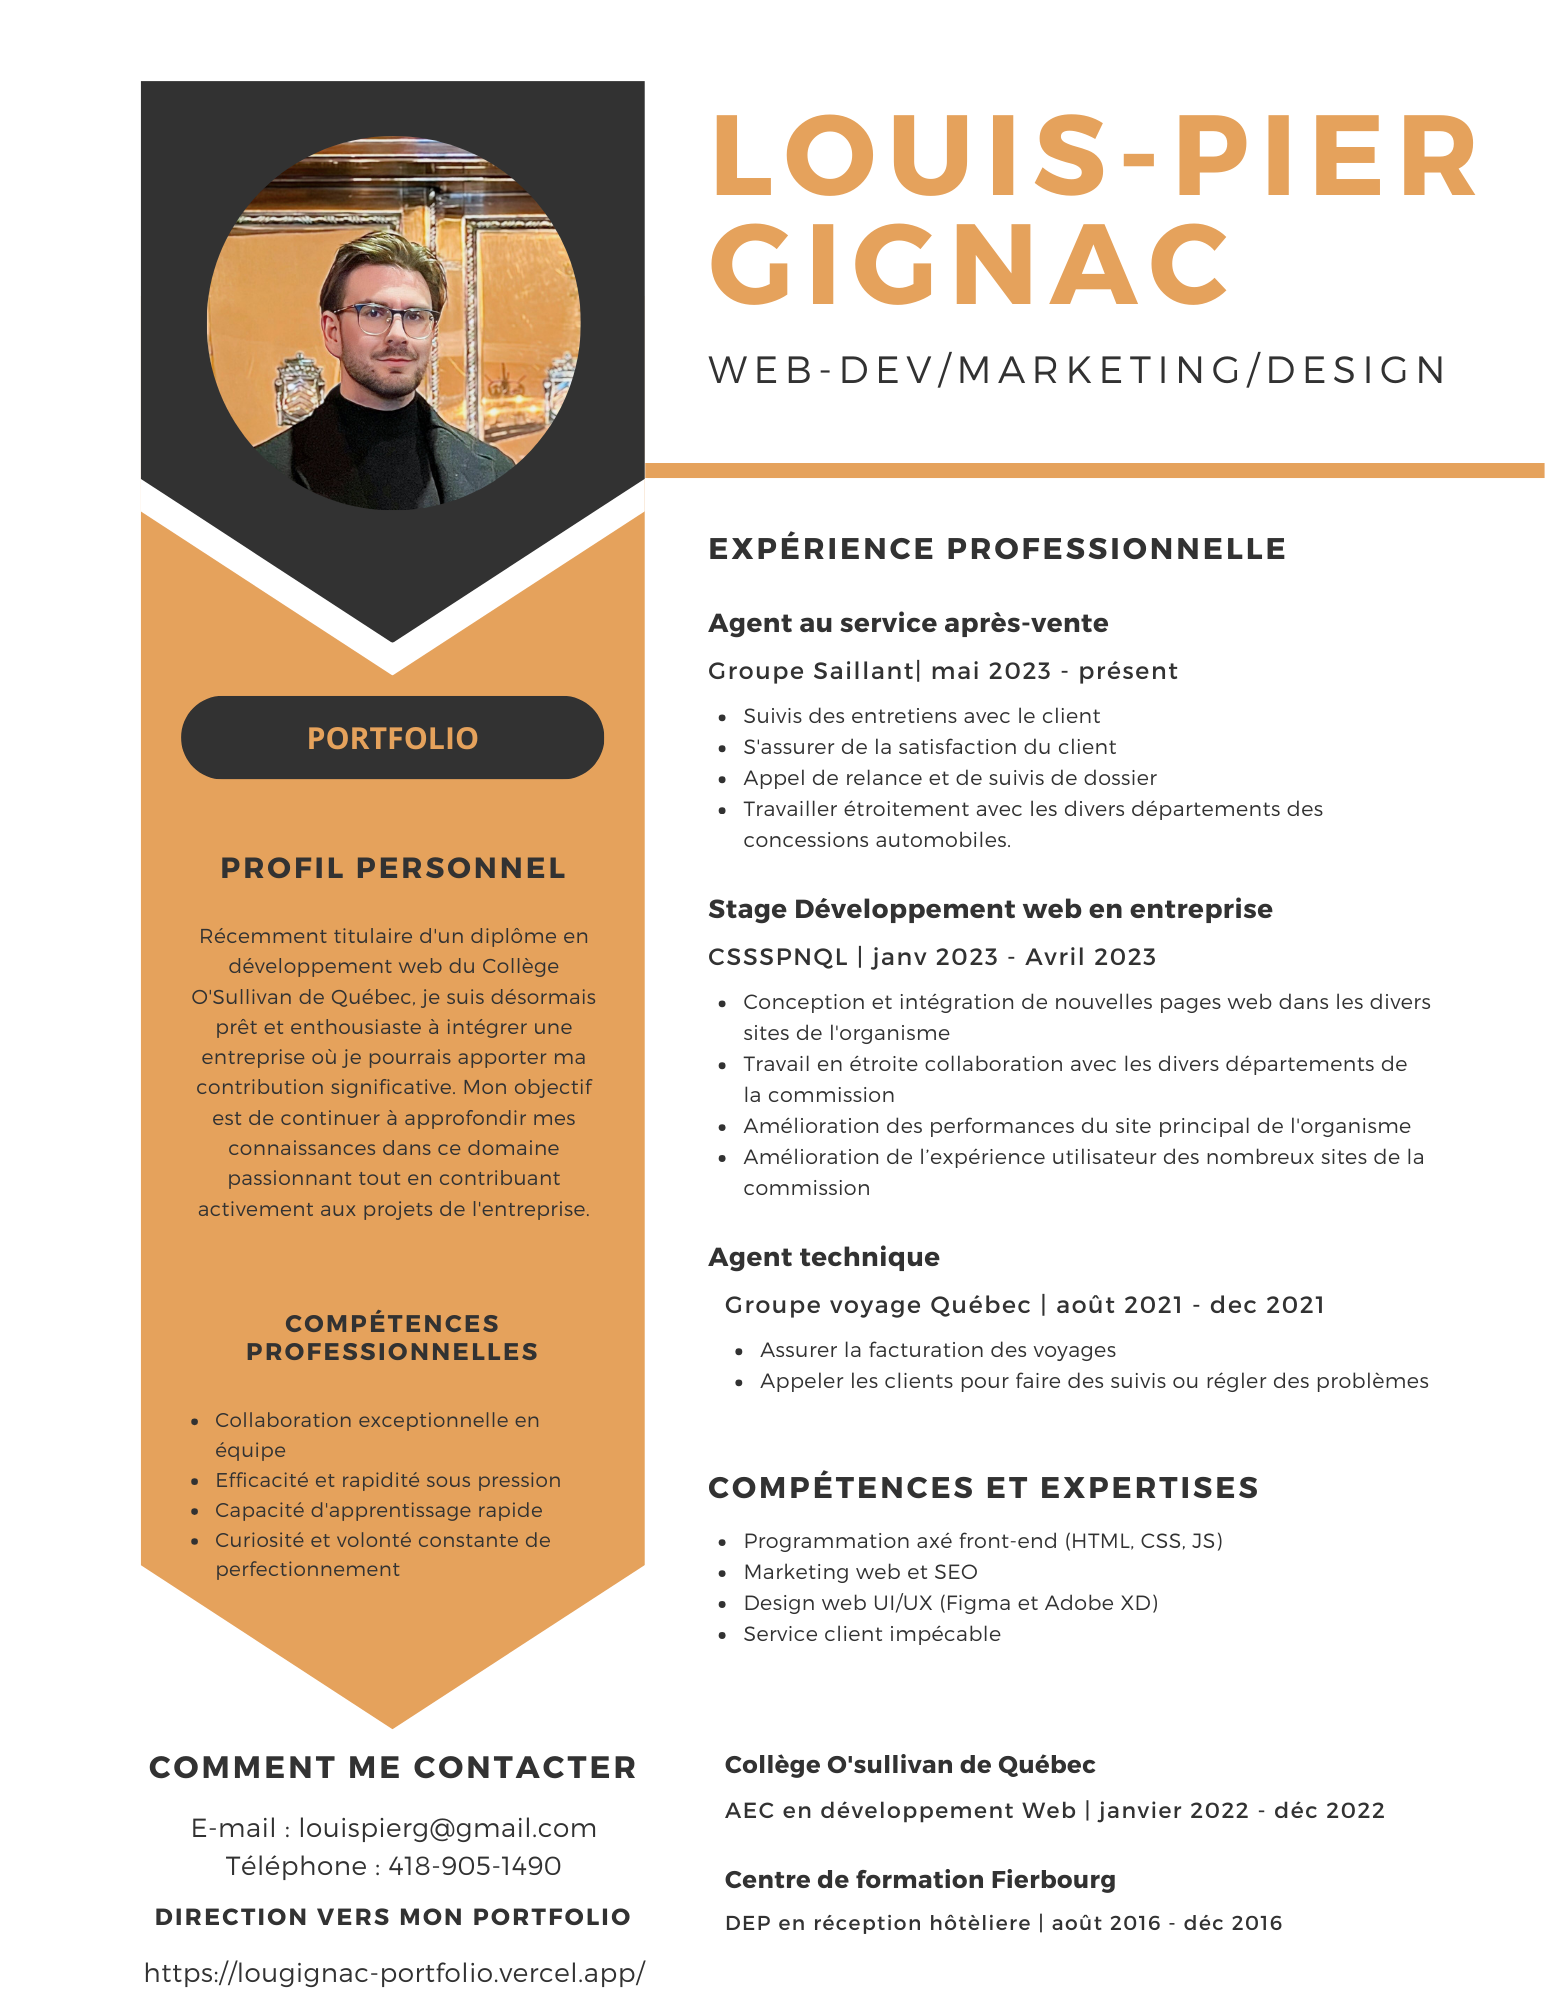 LOUIS-PIER
GIGNAC
WEB-DEV/MARKETING/DESIGN
PORTFOLIO
PROFIL PERSONNEL
Récemment titulaire d'un diplôme en
développement web du Collège
O'Sullivan de Québec, je suis désormais
prêt et enthousiaste à intégrer une
entreprise où je pourrais apporter ma
contribution significative. Mon objectif
est de continuer à approfondir mes
connaissances dans ce domaine
passionnant tout en contribuant
activement aux projets de l'entreprise.
COMPÉTENCES
PROFESSIONNELLES
• Collaboration exceptionnelle en
équipe
• Efficacité et rapidité sous pression
• Capacité d'apprentissage rapide
• Curiosité et volonté constante de
perfectionnement
COMMENT ME CONTACTER
E-mail : louispierg@gmail.com
Téléphone : 418-905-1490
DIRECTION VERS MON PORTFOLIO
https://lougignac-portfolio.vercel.app/
EXPÉRIENCE PROFESSIONNELLE
Agent au service après-vente
Groupe Saillant| mai 2023 - présent
• Suivis des entretiens avec le client
• S'assurer de la satisfaction du client
• Appel de relance et de suivis de dossier
• Travailler étroitement avec les divers départements des
concessions automobiles.
Stage Développement web en entreprise
CSSSPNQL | janv 2023 - Avril 2023
• Conception et intégration de nouvelles pages web dans les divers
sites de l'organisme
• Travail en étroite collaboration avec les divers départements de
la commission
• Amélioration des performances du site principal de l'organisme
• Amélioration de l’expérience utilisateur des nombreux sites de la
commission
Agent technique
Groupe voyage Québec | août 2021 - dec 2021
• Assurer la facturation des voyages
• Appeler les clients pour faire des suivis ou régler des problèmes
COMPÉTENCES ET EXPERTISES
• Programmation axé front-end (HTML, CSS, JS)
• Marketing web et SEO
• Design web UI/UX (Figma et Adobe XD)
• Service client impécable
Collège O'sullivan de Québec
AEC en développement Web | janvier 2022 - déc 2022
Centre de formation Fierbourg
DEP en réception hôtèliere | août 2016 - déc 2016